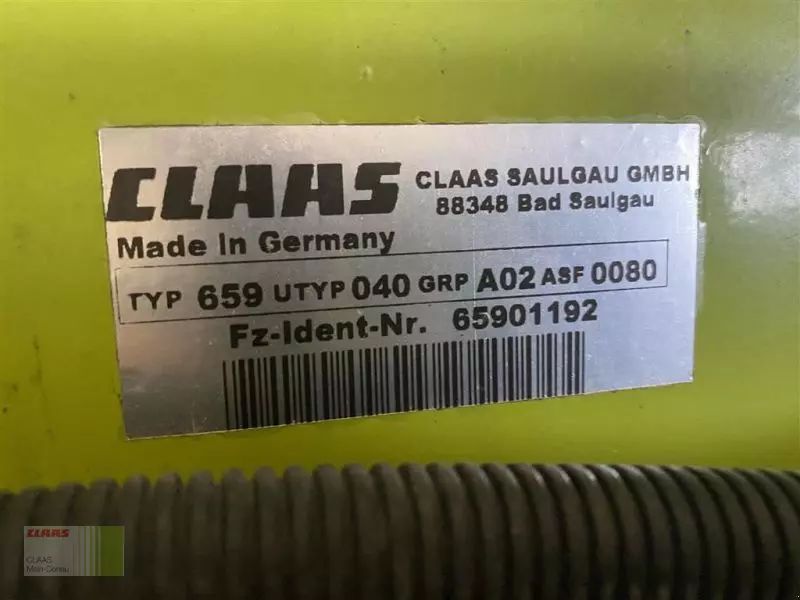 CLAAS
CLAAS SAULGAU GMBH
88348 Bad Saulgau
Made In Germany
TYP 659 UTYP 040 GRP A02 ASF 0080
Fz-Ident-Nr. 65901192
CLAAS
CLAAS
Main-Donau